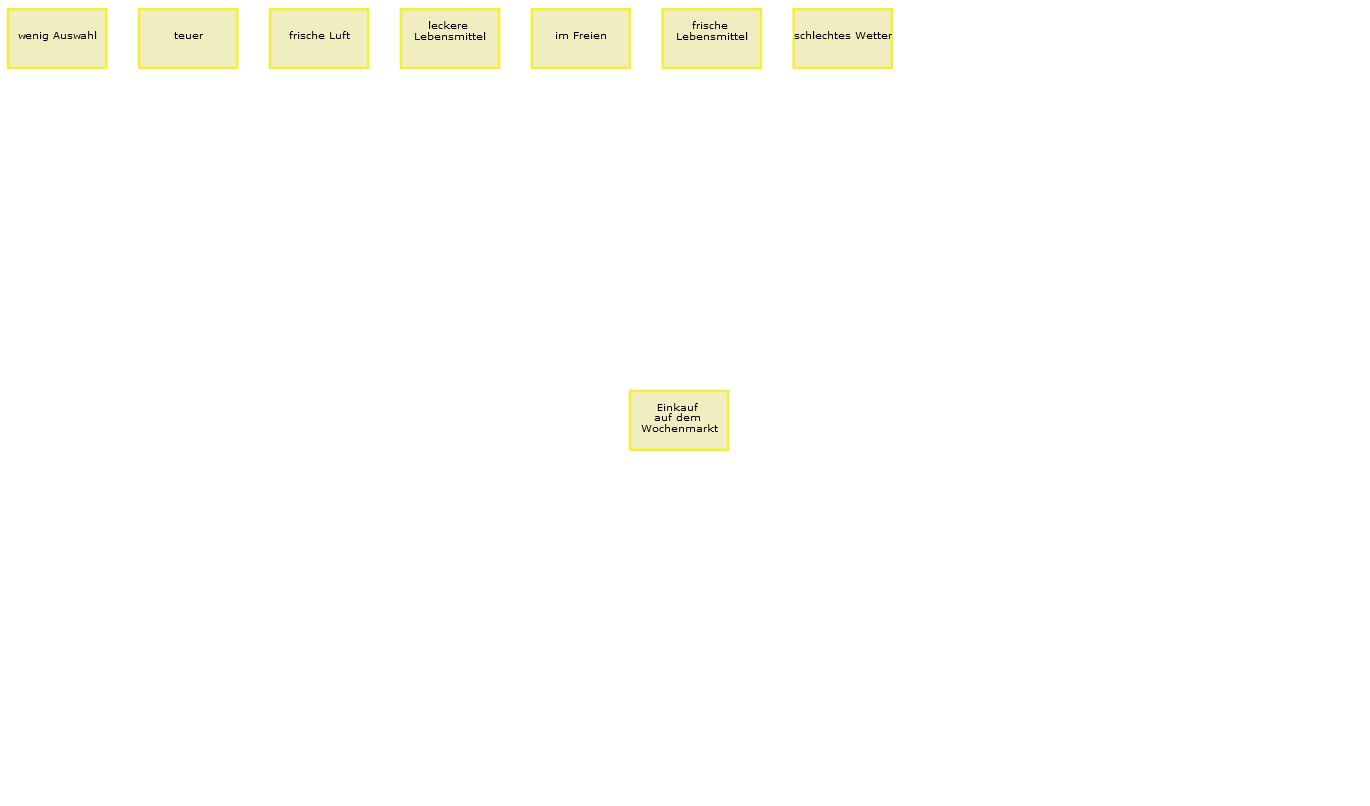 wenig Auswahl
teuer
frische Luft
leckere
Lebensmittel
im Freien
frische
Lebensmittel
schlechtes Wetter
Einkauf
auf dem
Wochenmarkt